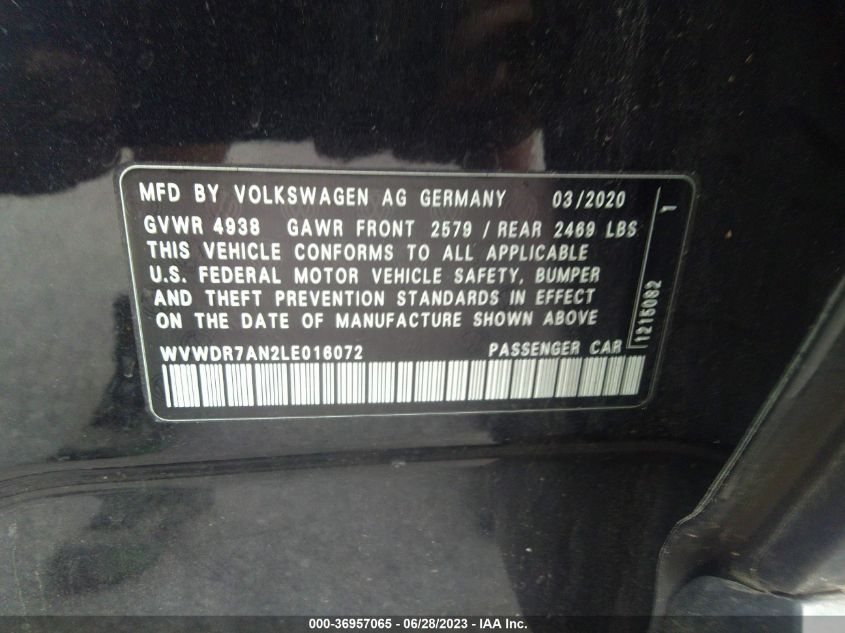 MFD BY VOLKSWAGEN AG GERMANY 03/2020
GVWR 4938 GAWR FRONT 2579 / REAR 2469 LBS
THIS VEHICLE CONFORMS TO ALL APPLICABLE
U.S. FEDERAL MOTOR VEHICLE SAFETY, BUMPER
AND THEFT PREVENTION STANDARDS IN EFFECT
ON THE DATE OF MANUFACTURE SHOWN ABOVE
WVWDR7AN2LE016072 PASSENGER CAR
1215082 1
000-36957065 - 06/28/2023 - IAA Inc.